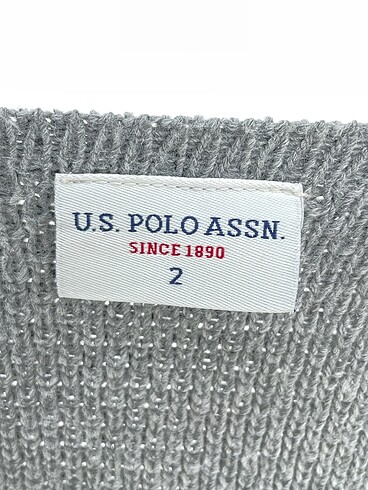 U.S. POLO ASSN.
SINCE 1890
2